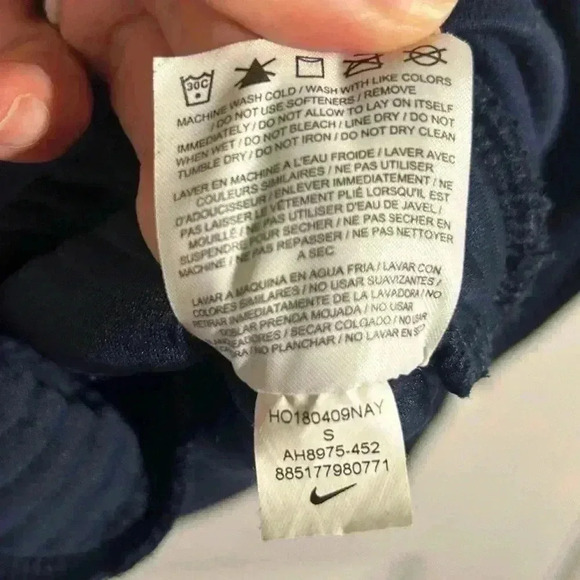 30C
MACHINE WASH COLD / WASH WITH LIKE COLORS
/ DO NOT USE SOFTENERS / REMOVE
IMMEDIATELY / DO NOT ALLOW TO LAY ON ITSELF
WHEN WET / DO NOT BLEACH / LINE DRY / DO NOT
TUMBLE DRY / DO NOT IRON / DO NOT DRY CLEAN
LAVER EN MACHINE A L'EAU FROIDE / LAVER AVEC
COULEURS SIMILAIRES / NE PAS UTILISER
D'ADOUCISSEUR / ENLEVER IMMÉDIATEMENT / NE
PAS LAISSER LE VÊTEMENT PLIÉ LORSQU'IL EST
MOUILLÉ / NE PAS UTILISER D'EAU DE JAVEL /
SUSPENDRE POUR SECHER / NE PAS SECHER EN
MACHINE / NE PAS REPASSER / NE PAS NETTOYER
A SEC
LAVAR A MAQUINA EN AGUA FRIA / LAVAR CON
COLORES SIMILARES / NO USAR SUAVIZANTES /
RETIRAR INMEDIATAMENTE DE LA LAVADORA / NO
DOBLAR PRENDA MOJADA / NO USAR
/ SECAR COLGADO / NO
NO PLANCHAR / NO LAVAR EN
HO180409NAY
S
AH8975-452
885177980771